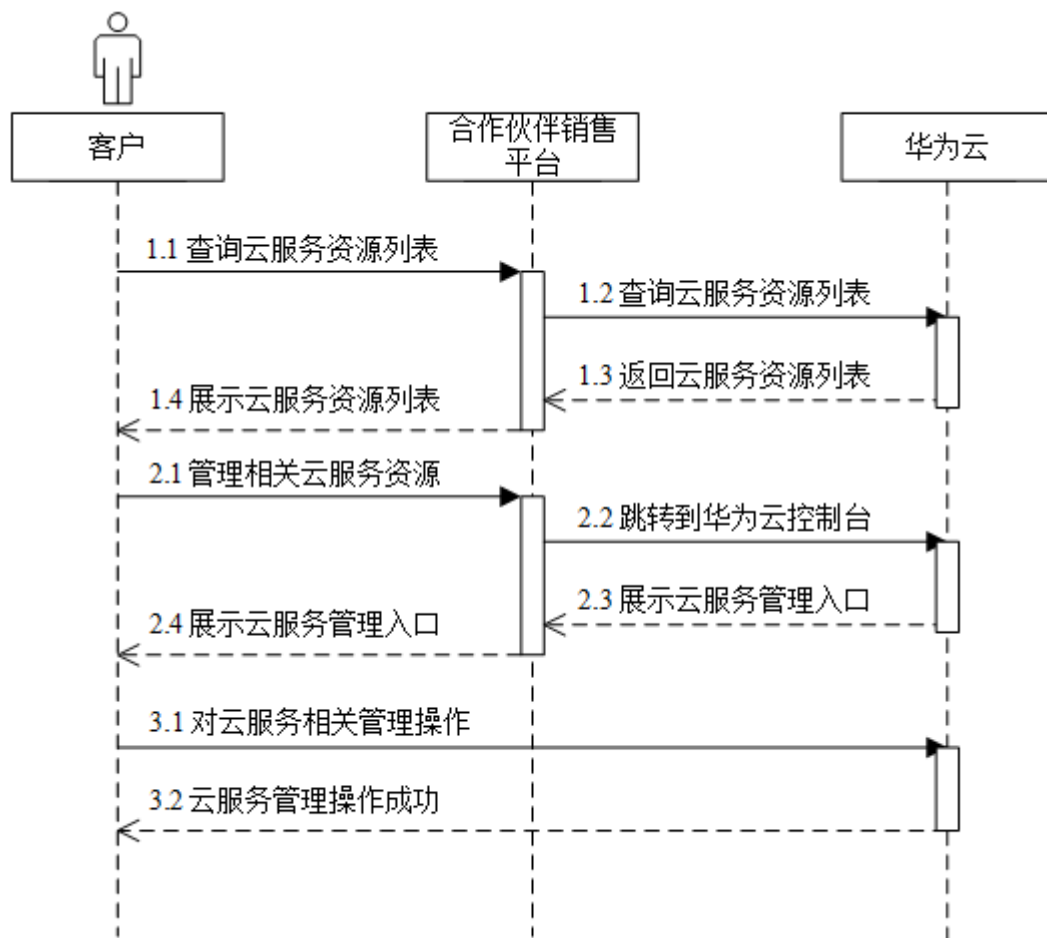 客户
合作伙伴销售
平台
华为云
1.1 查询云服务资源列表
1.2 查询云服务资源列表
1.3 返回云服务资源列表
1.4 展示云服务资源列表
2.1 管理相关云服务资源
2.2 跳转到华为云控制台
2.3 展示云服务管理入口
2.4 展示云服务管理入口
3.1 对云服务相关管理操作
3.2 云服务管理操作成功